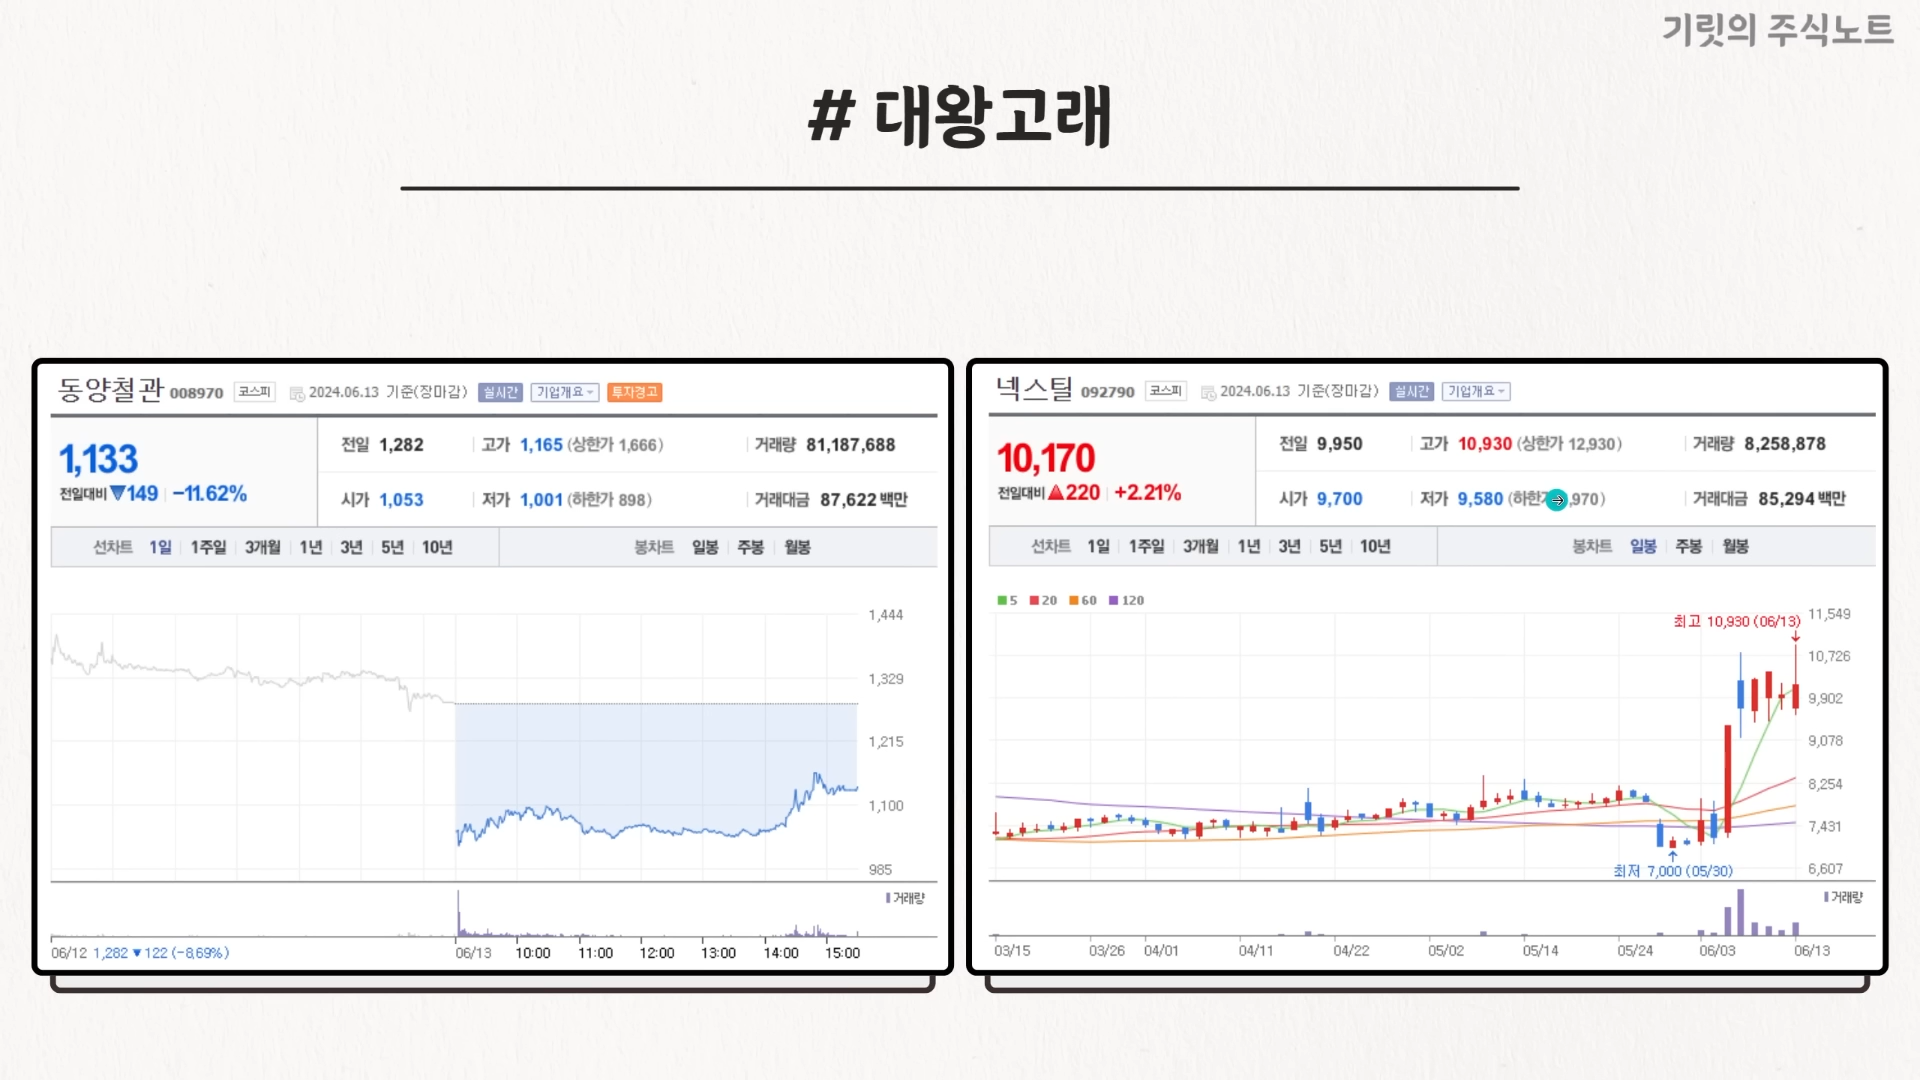 기릿의 주식노트
# 대왕고래
동양철관 008970 코스피 2024.06.13 기준(장마감) 실시간 기업개요 투자경고
1,133
전일대비 ▼149 -11.62%
전일 1,282 고가 1,165 (상한가 1,666) 거래량 81,187,688
시가 1,053 저가 1,001 (하한가 898) 거래대금 87,622 백만
선차트 1일 1주일 3개월 1년 3년 5년 10년 봉차트 일봉 주봉 월봉
1,444
1,329
1,215
1,100
985
거래량
06/12 1,282 ▼122 (-8.69%) 06/13 10:00 11:00 12:00 13:00 14:00 15:00
넥스틸 092790 코스피 2024.06.13 기준(장마감) 실시간 기업개요
10,170
전일대비 ▲220 +2.21%
전일 9,950 고가 10,930 (상한가 12,930) 거래량 8,258,878
시가 9,700 저가 9,580 (하한 ,970) 거래대금 85,294 백만
선차트 1일 1주일 3개월 1년 3년 5년 10년 봉차트 일봉 주봉 월봉
5 20 60 120
최고 10,930 (06/13)
11,549
10,726
9,902
9,078
8,254
7,431
6,607
최저 7,000 (05/30)
거래량
03/15 03/26 04/01 04/11 04/22 05/02 05/14 05/24 06/03 06/13